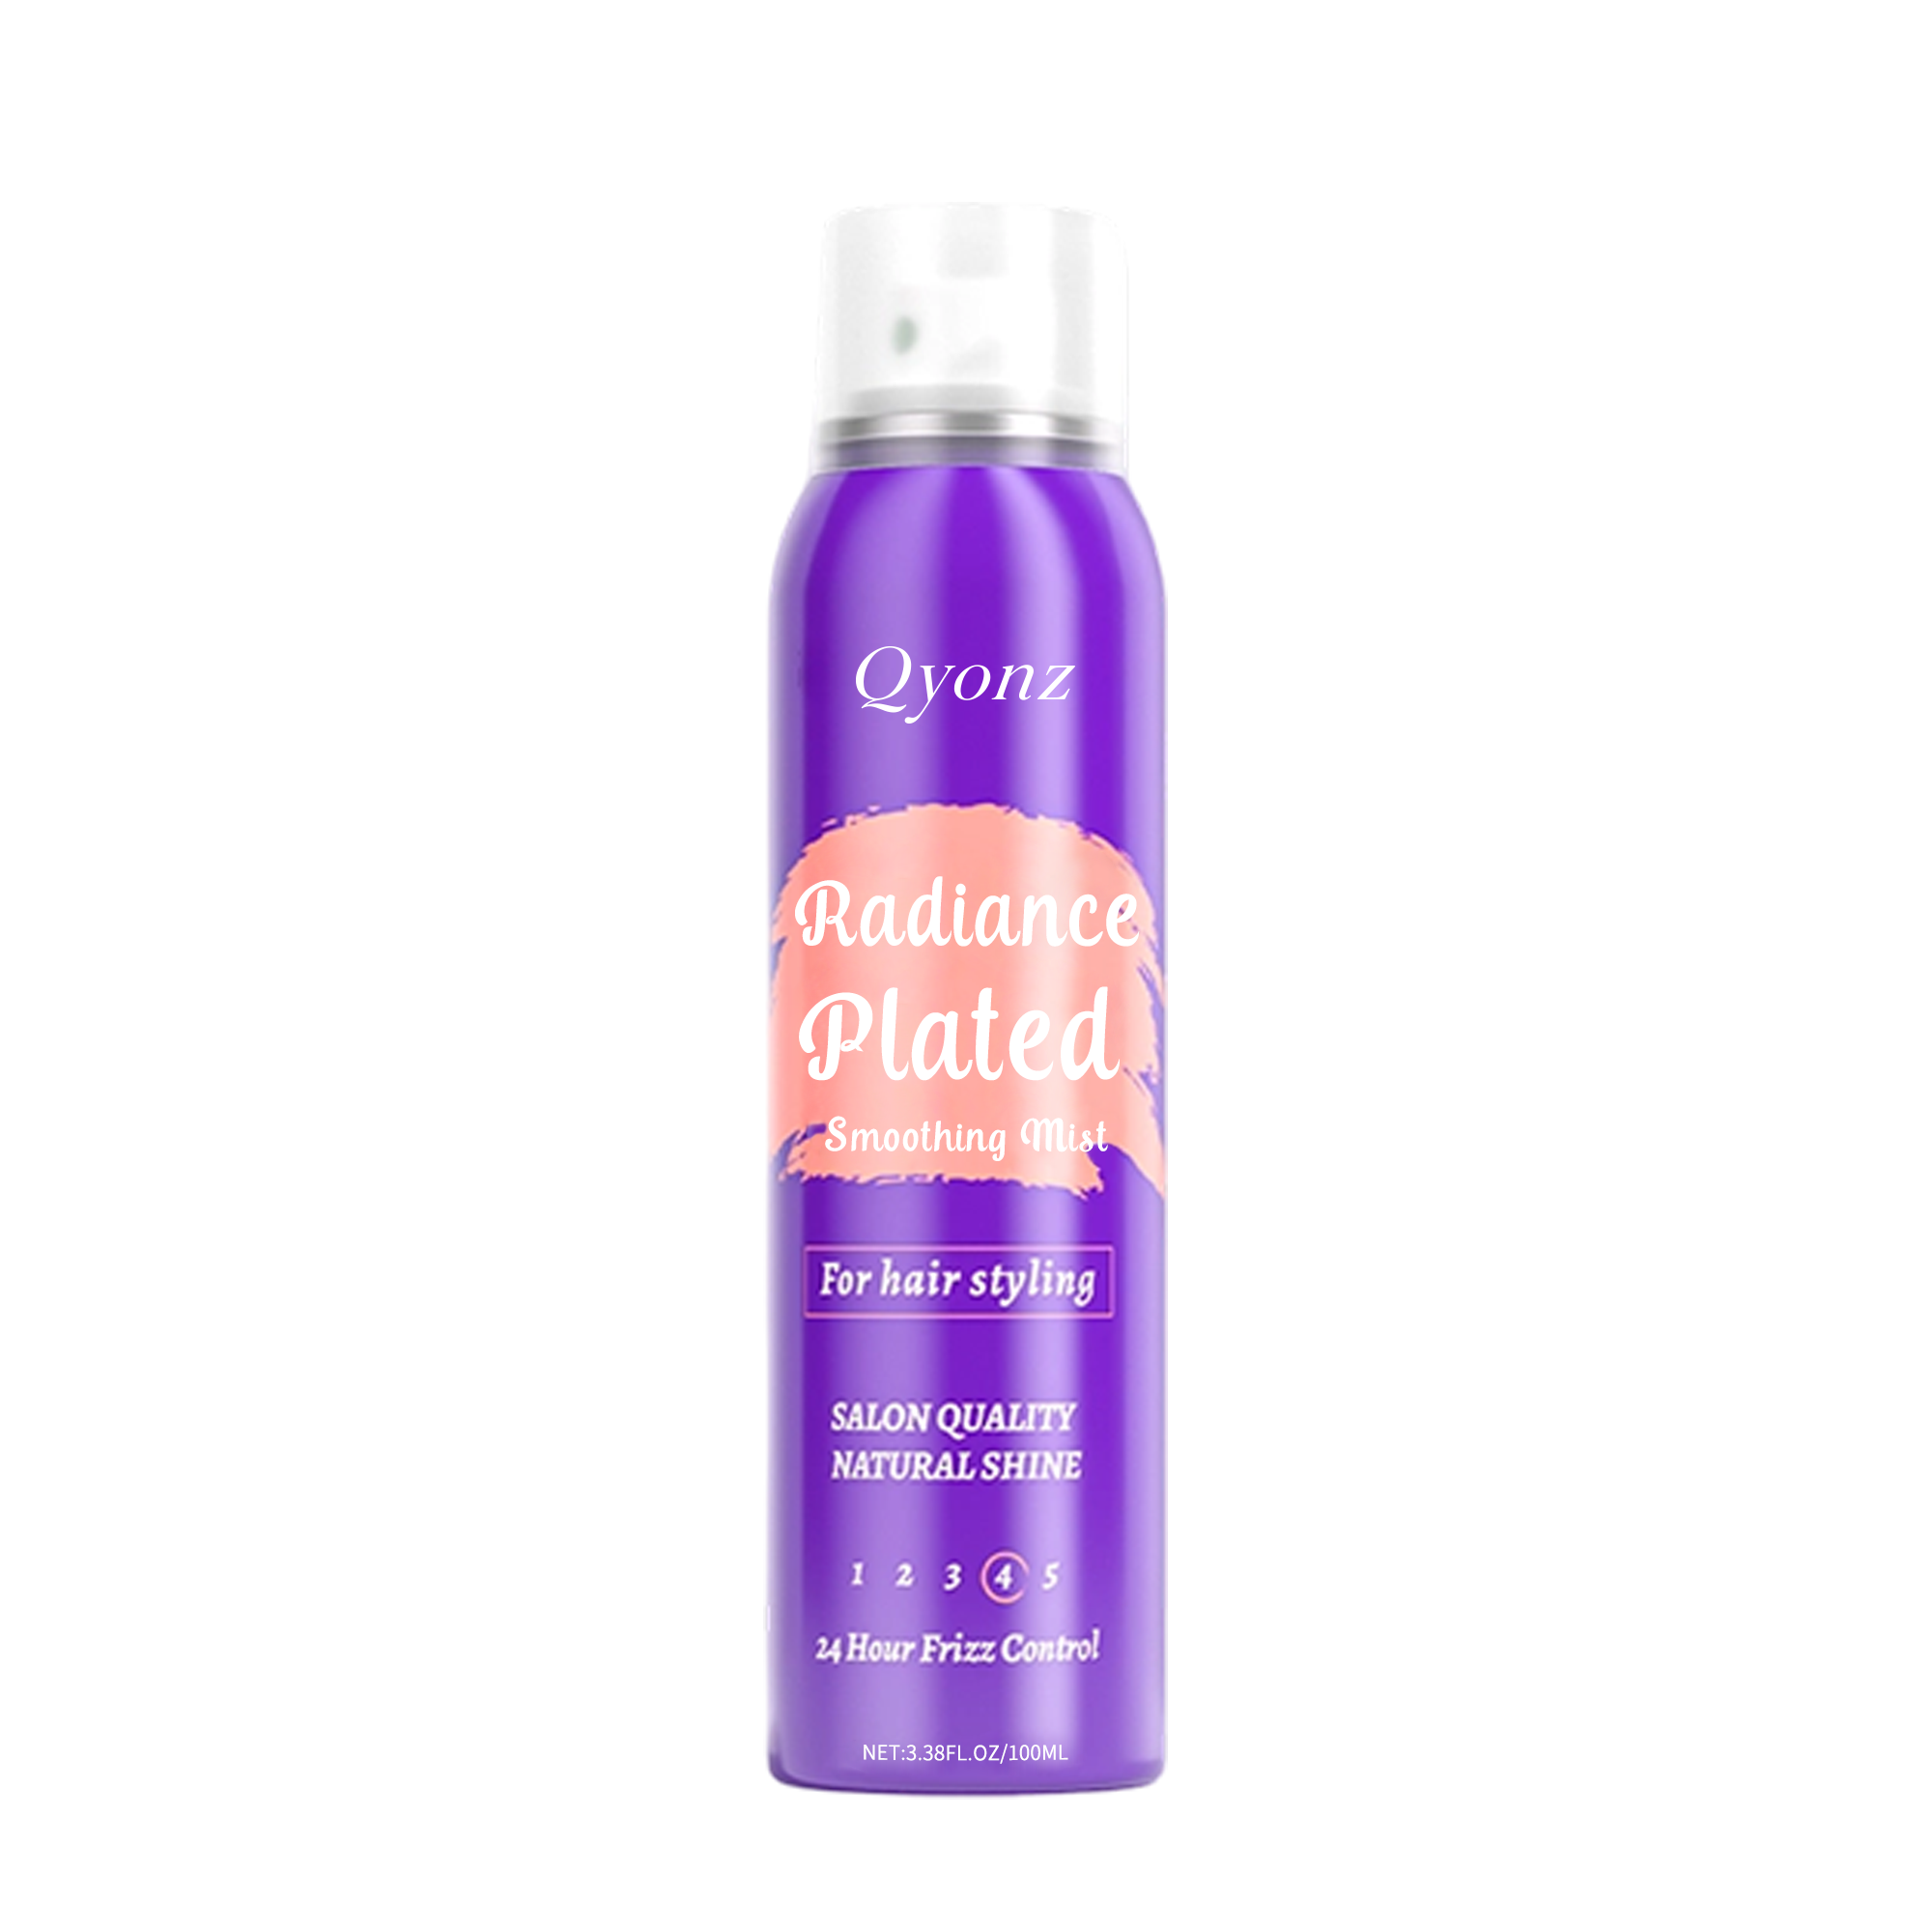 Qyonz
Radiance
Plated
Smoothing Mist
For hair styling
SALON QUALITY
NATURAL SHINE
1 2 3 4 5
24 Hour Frizz Control
NET:3.38FL.OZ/100ML